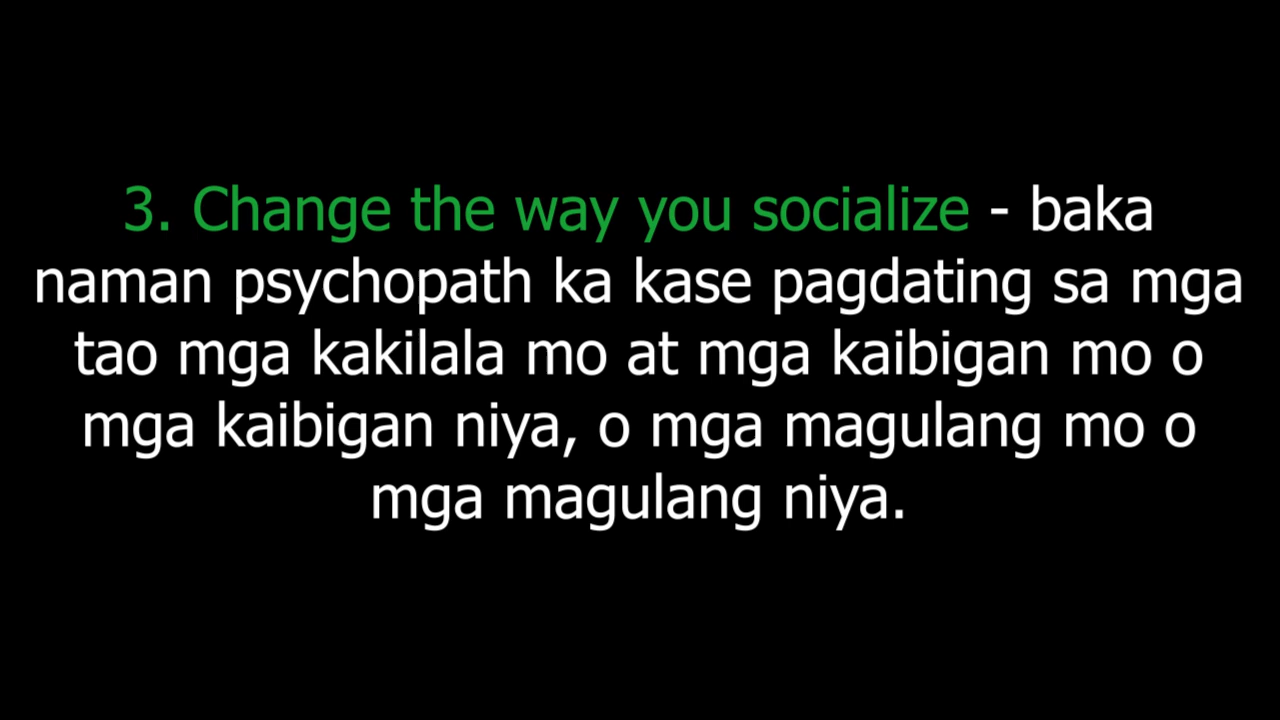 3. Change the way you socialize - baka
naman psychopath ka kase pagdating sa mga
tao mga kakilala mo at mga kaibigan mo o
mga kaibigan niya, o mga magulang mo o
mga magulang niya.